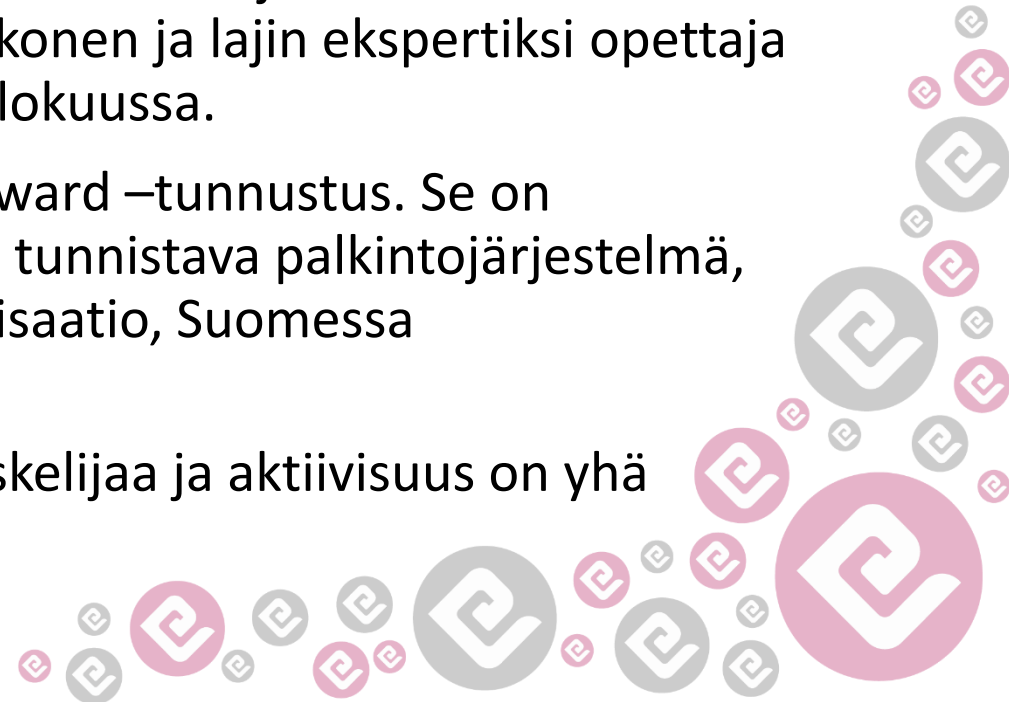 konen ja lajin ekspertiksi opettaja
lokuussa.
ward –tunnustus. Se on
tunnistava palkintojärjestelmä,
isaatio, Suomessa
skelijaa ja aktiivisuus on yhä